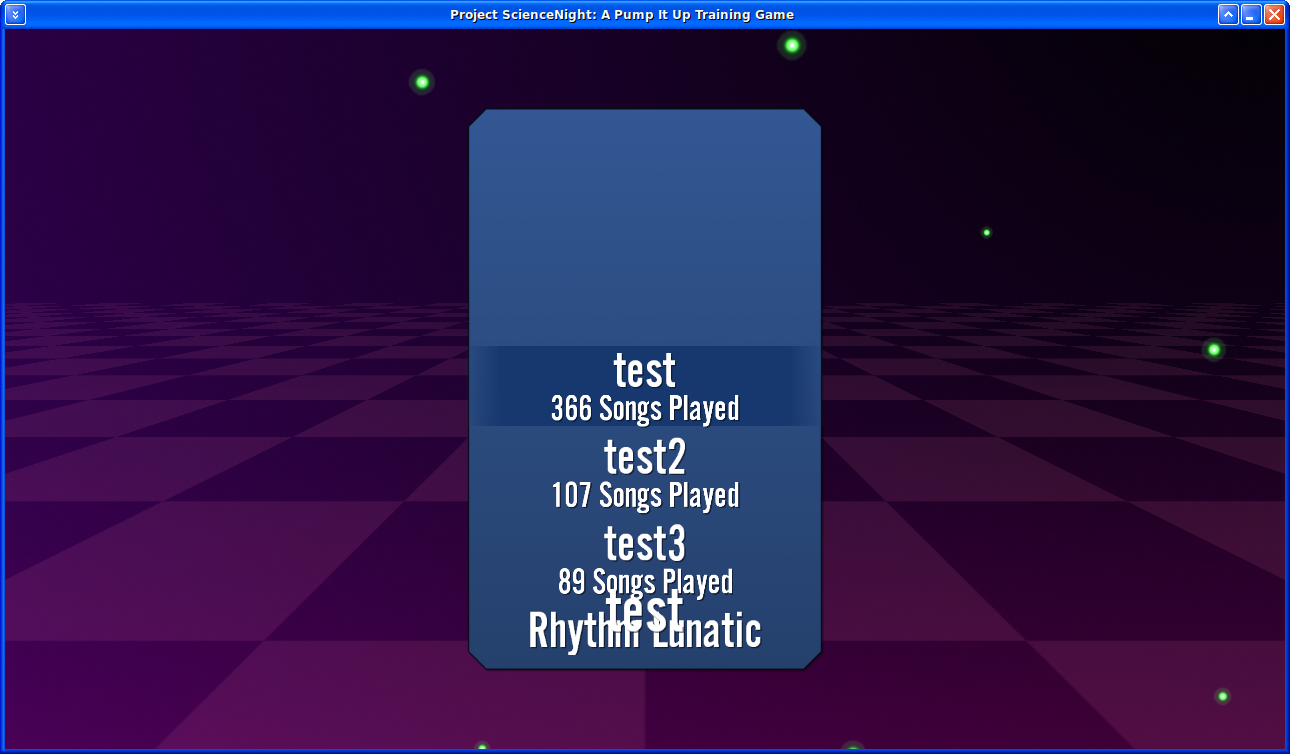 Project ScienceNight: A Pump It Up Training Game
test
366 Songs Played
test2
107 Songs Played
test3
89 Songs Played
test
Rhythm Lunatic